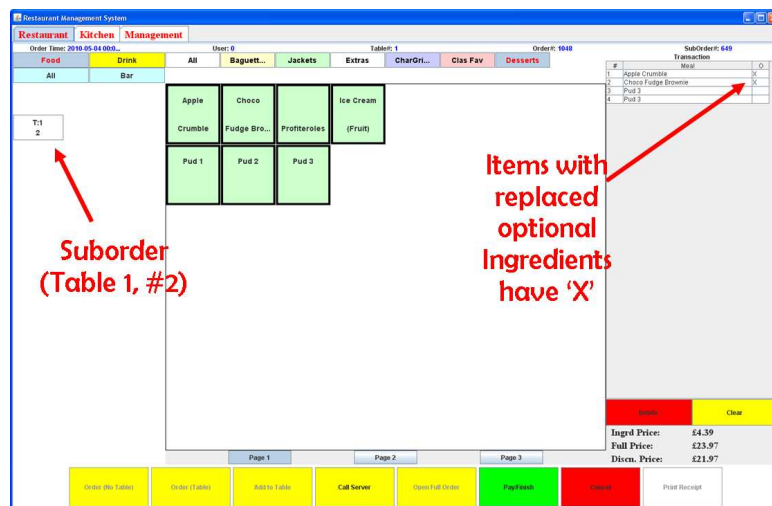 Restaurant Management System
Restaurant Kitchen Management
Order Time: 2010-05-04 00:0... User: 0 Table#: 1 Order#: 1048 SubOrder#: 649
Food Drink All Baguett... Jackets Extras CharGri... Clas Fav Desserts Transaction
All Bar
# Meal O
1 Apple Crumble X
2 Choco Fudge Brownie X
3 Pud 3
4 Pud 3
Apple Crumble
Choco Fudge Bro...
Profiteroles
Ice Cream (Fruit)
T:1
2
Pud 1 Pud 2 Pud 3
Suborder
(Table 1, #2)
Items with
replaced
optional
Ingredients
have ‘X’
Delete Clear
Ingrd Price: £4.39
Full Price: £23.97
Discn. Price: £21.97
Page 1 Page 2 Page 3
Order (No Table) Order (Table) Add to Table Call Server Open Full Order Pay/Finish Cancel Print Receipt